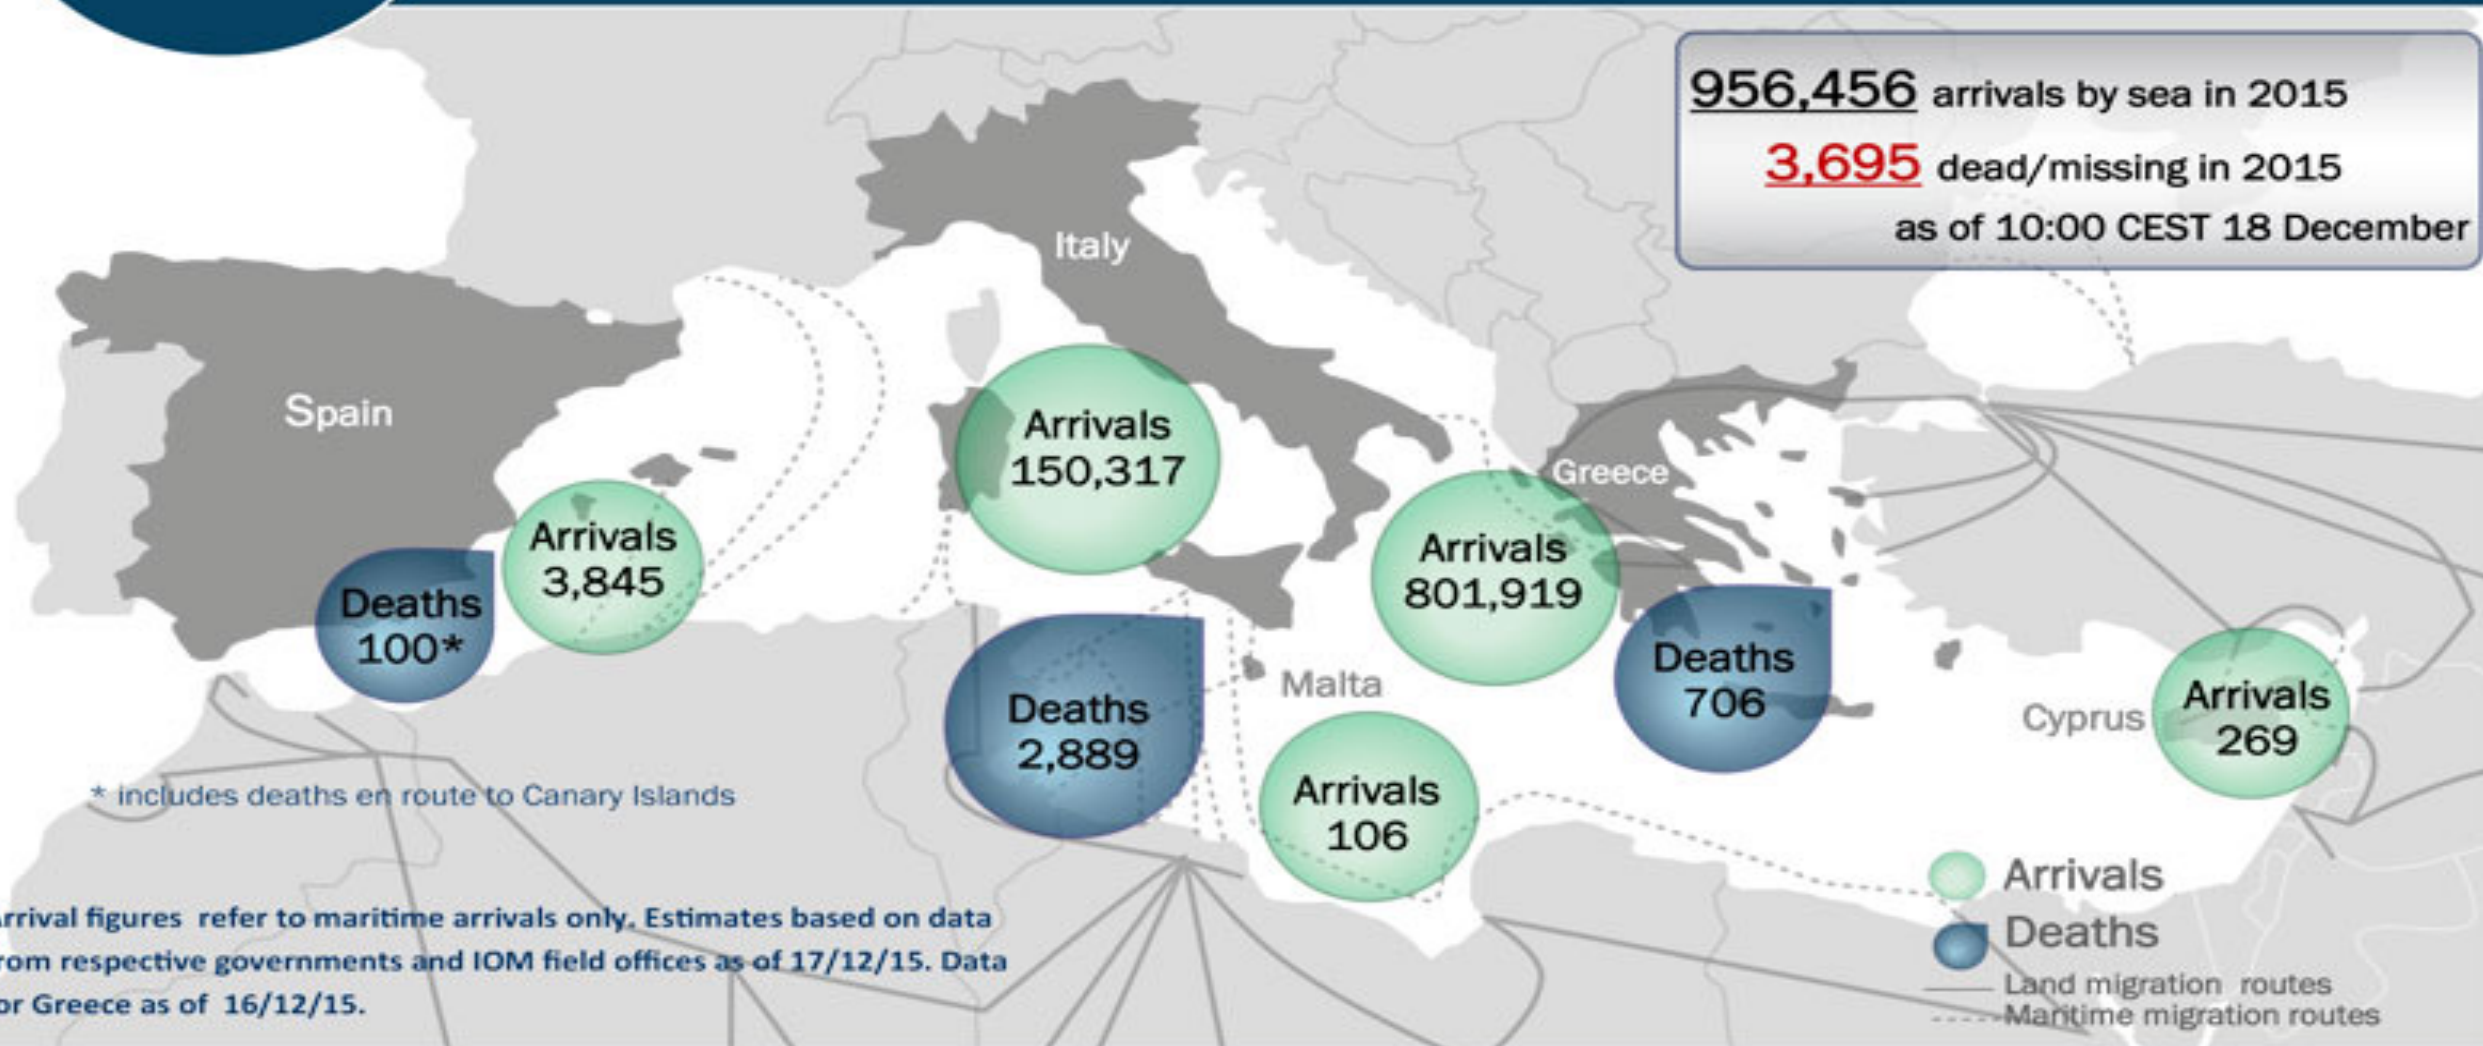 956,456 arrivals by sea in 2015
3,695 dead/missing in 2015
as of 10:00 CEST 18 December
Italy
Spain
Greece
Malta
Cyprus
Arrivals
150,317
Arrivals
3,845
Arrivals
801,919
Deaths
100*
Deaths
2,889
Deaths
706
Arrivals
106
Arrivals
269
* includes deaths en route to Canary Islands
rrival figures refer to maritime arrivals only. Estimates based on data
rom respective governments and IOM field offices as of 17/12/15. Data
or Greece as of 16/12/15.
Arrivals
Deaths
Land migration routes
Maritime migration routes